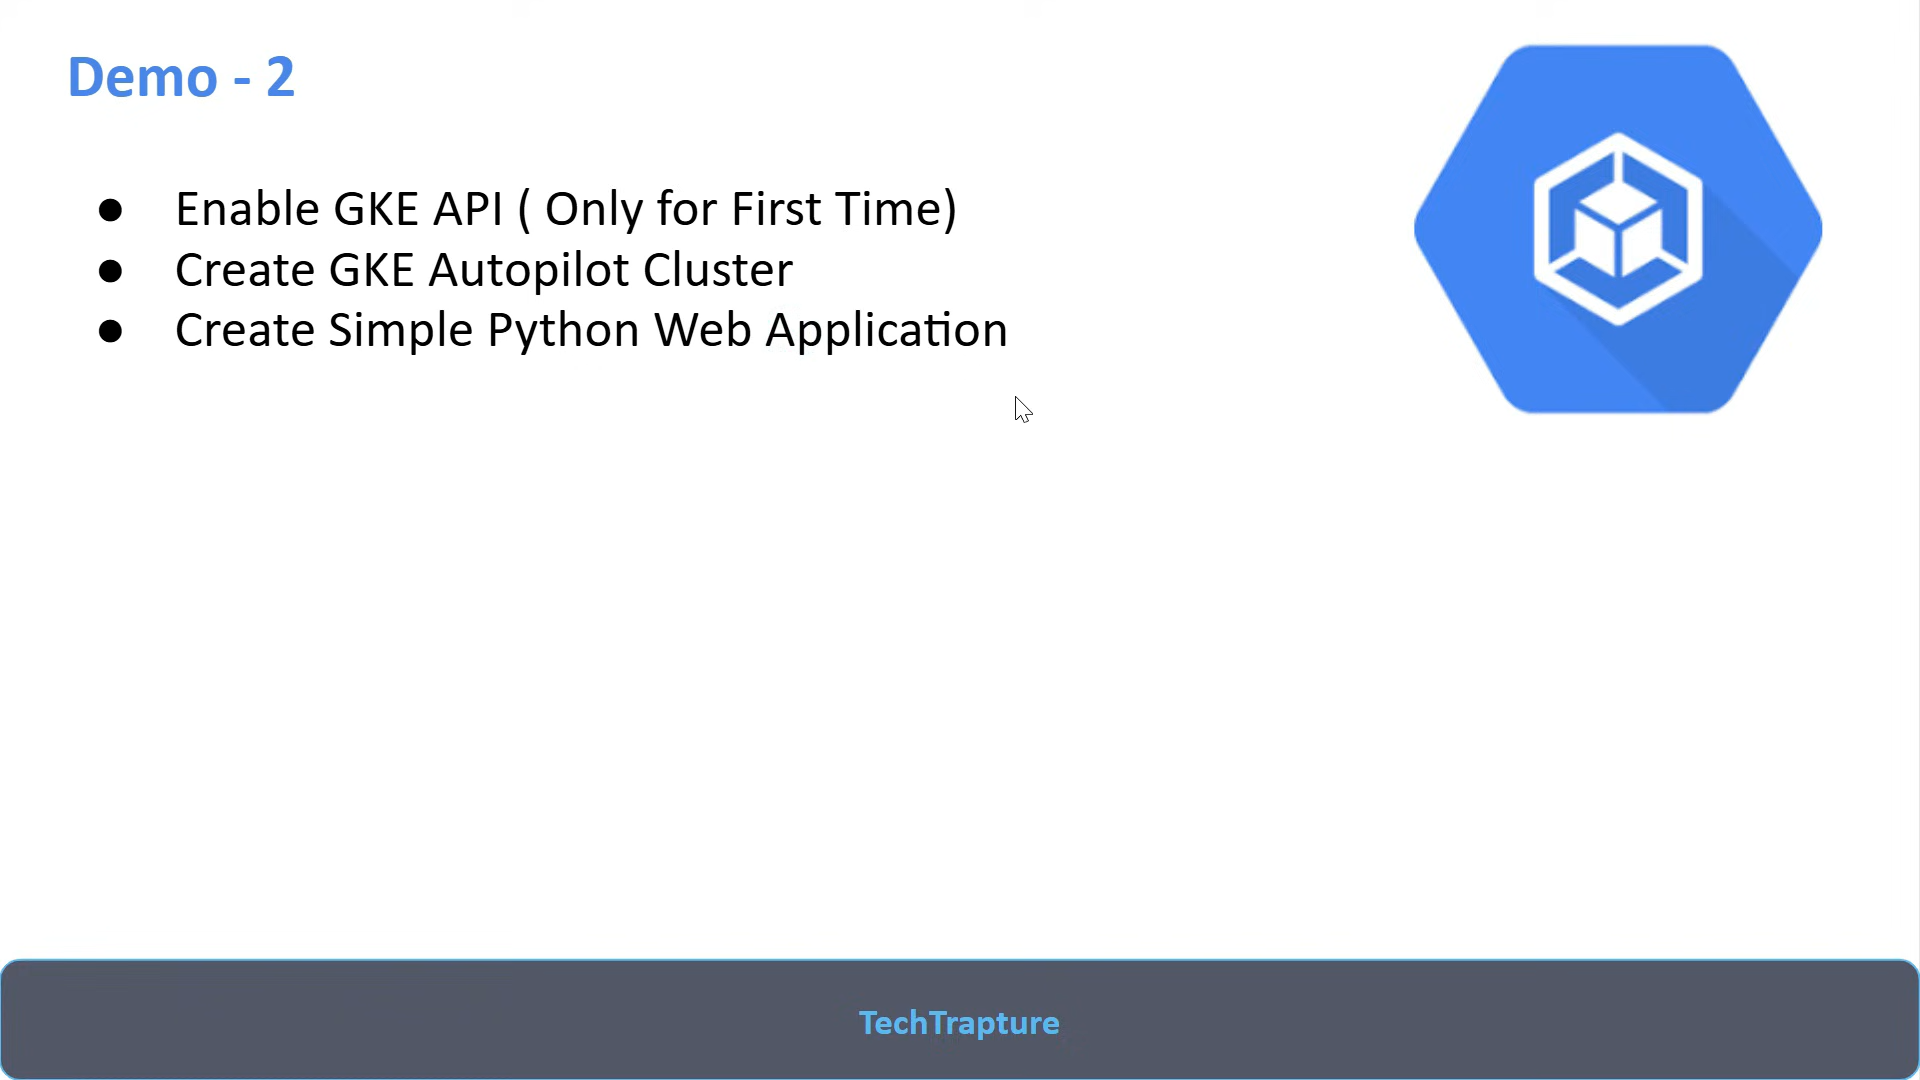 Demo - 2
● Enable GKE API ( Only for First Time)
● Create GKE Autopilot Cluster
● Create Simple Python Web Application
TechTrapture